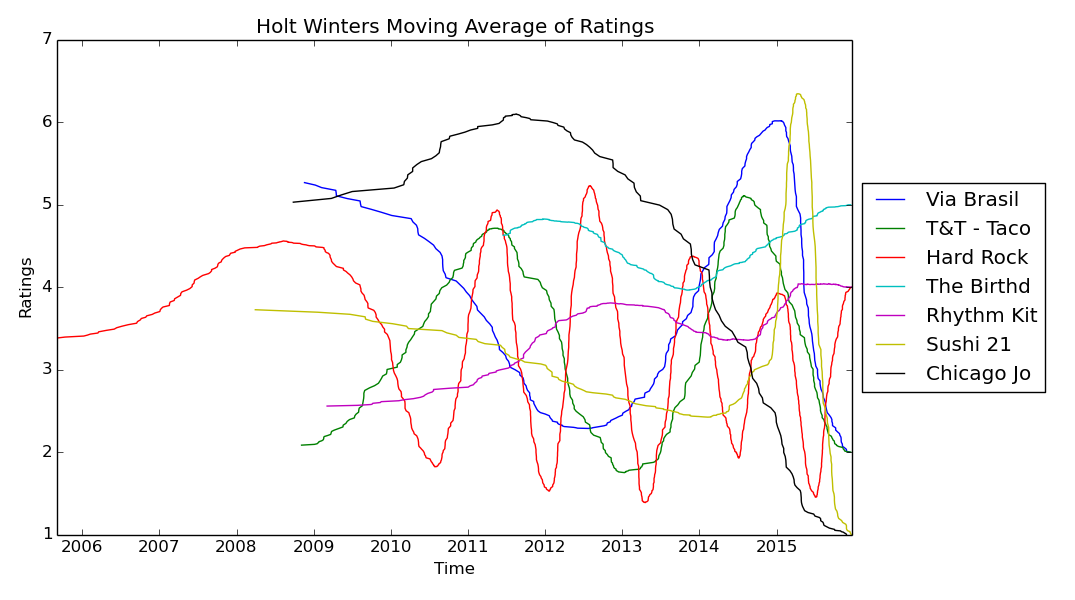 Holt Winters Moving Average of Ratings
7
6
5
4
3
2
1
Ratings
2006 2007 2008 2009 2010 2011 2012 2013 2014 2015
Time
Via Brasil
T&T - Taco
Hard Rock
The Birthd
Rhythm Kit
Sushi 21
Chicago Jo